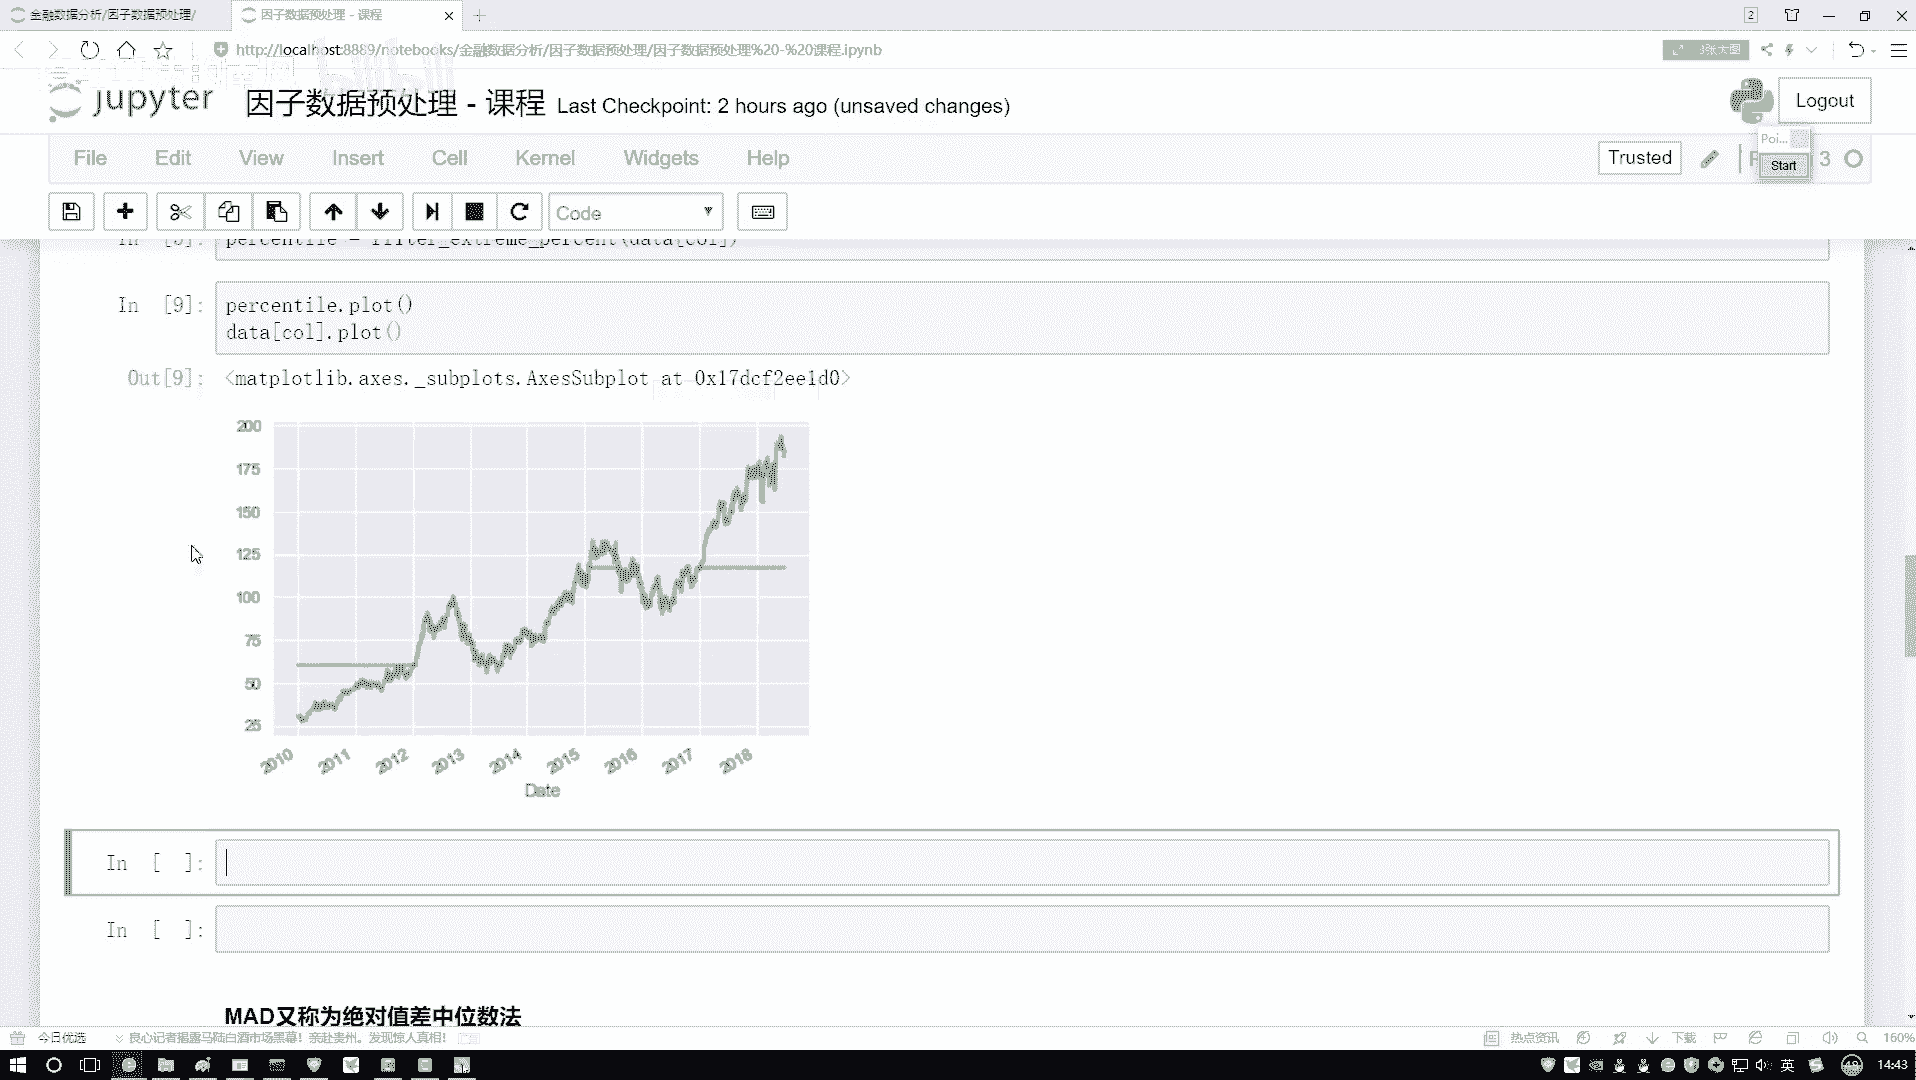 金融数据分析/因子数据预处理/
因子数据预处理 - 课程
2
http://localhost:8889/notebooks/金融数据分析/因子数据预处理/因子数据预处理%20-%20课程.ipynb
3张大图
jupyter
因子数据预处理 - 课程 Last Checkpoint: 2 hours ago (unsaved changes)
Logout
File Edit View Insert Cell Kernel Widgets Help
Trusted
3
Poi...
Start
Code
In [5]: percentile = filter_extreme_percent(data[col])
In [9]: percentile.plot()
data[col].plot()
Out[9]: <matplotlib.axes._subplots.AxesSubplot at 0x17dcf2ee1d0>
200
175
150
125
100
75
50
25
2010 2011 2012 2013 2014 2015 2016 2017 2018
Date
In [ ]:
In [ ]:
MAD又称为绝对值差中位数法
今日优选
良心记者揭露马陆白酒市场黑幕！亲赴贵州。发现惊人真相！
热点资讯
下载
160%
英
14:43